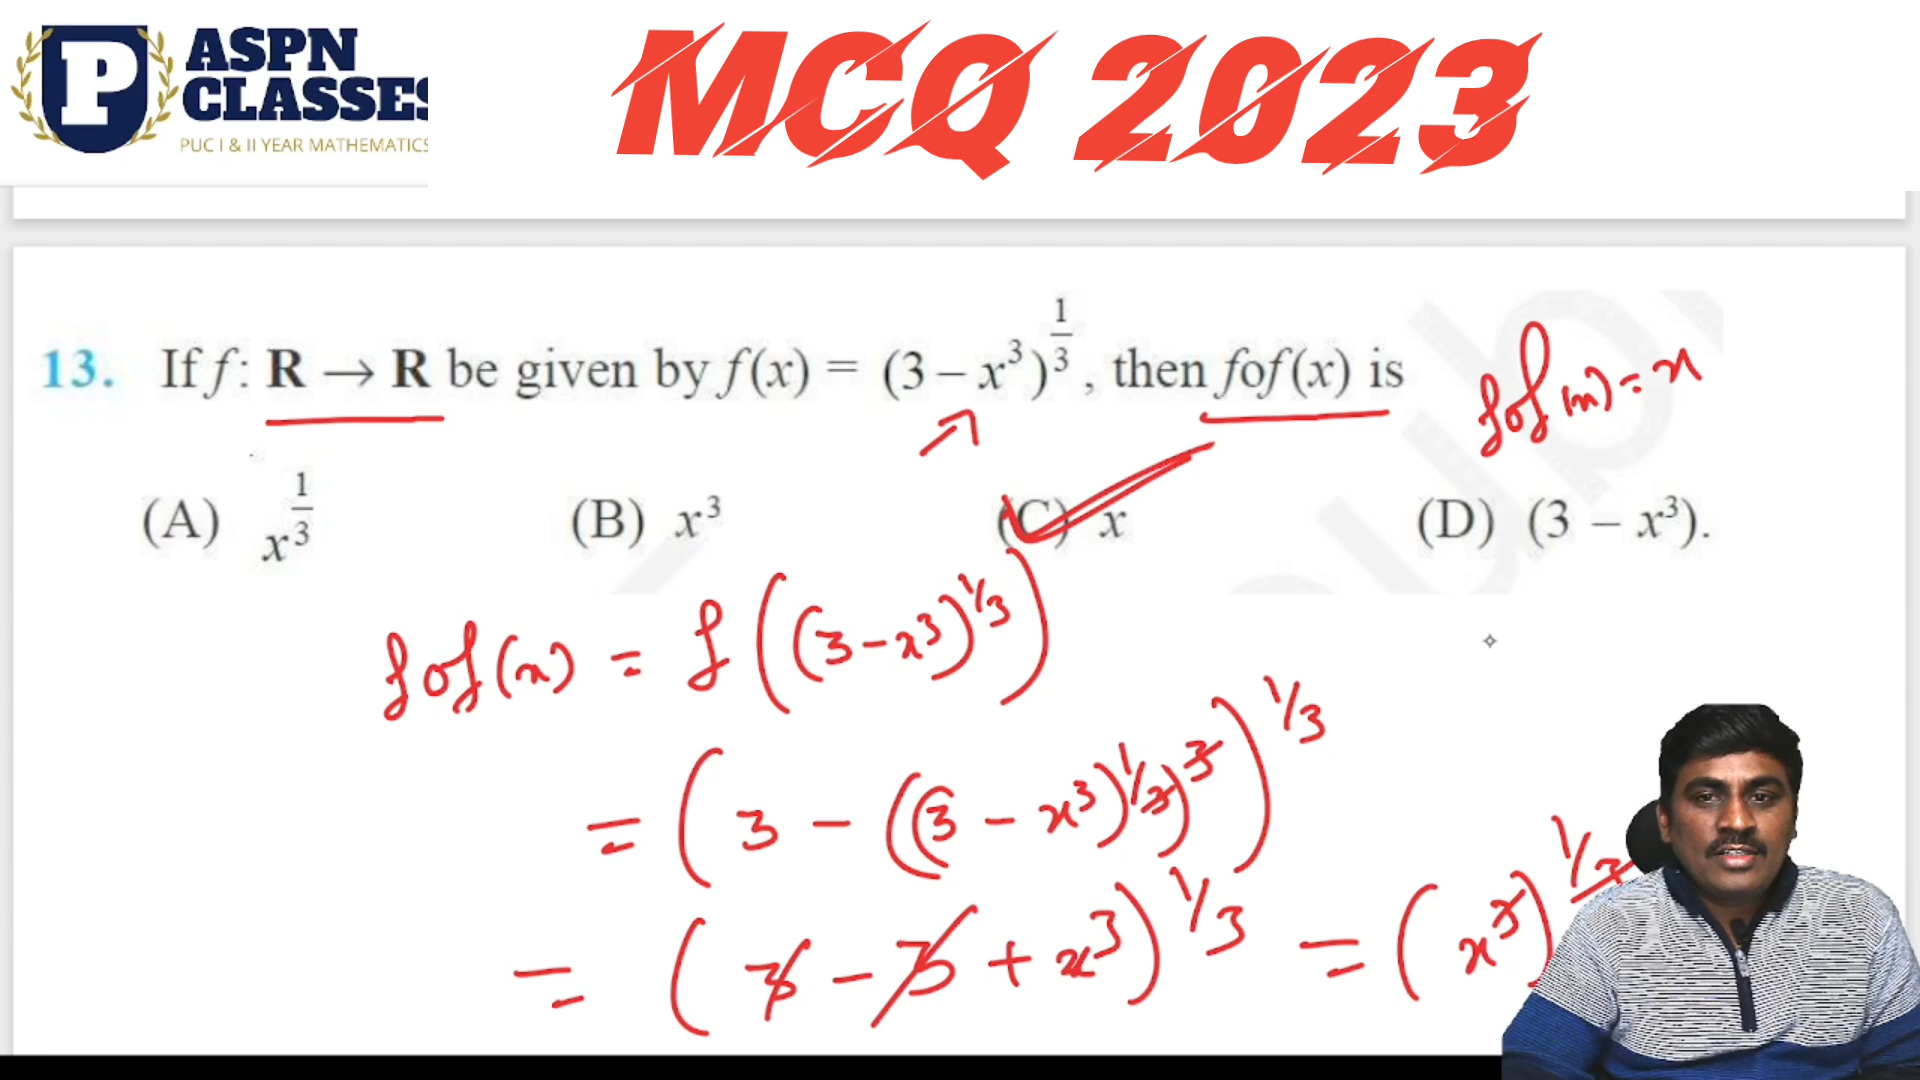 P ASPN
CLASSES
PUC I & II YEAR MATHEMATICS
MCQ 2023
13. If f : R → R be given by f(x) = (3 – x³)^{1/3}, then fof(x) is
fof(x) = x
(A) x^{1/3} (B) x³ (C) x (D) (3 – x³).
fof(x) = f((3 - x³)^{1/3})
= (3 - ((3 - x³)^{1/3})³)^{1/3}
= (3 - 3 + x³)^{1/3} = (x³)^{1/3}